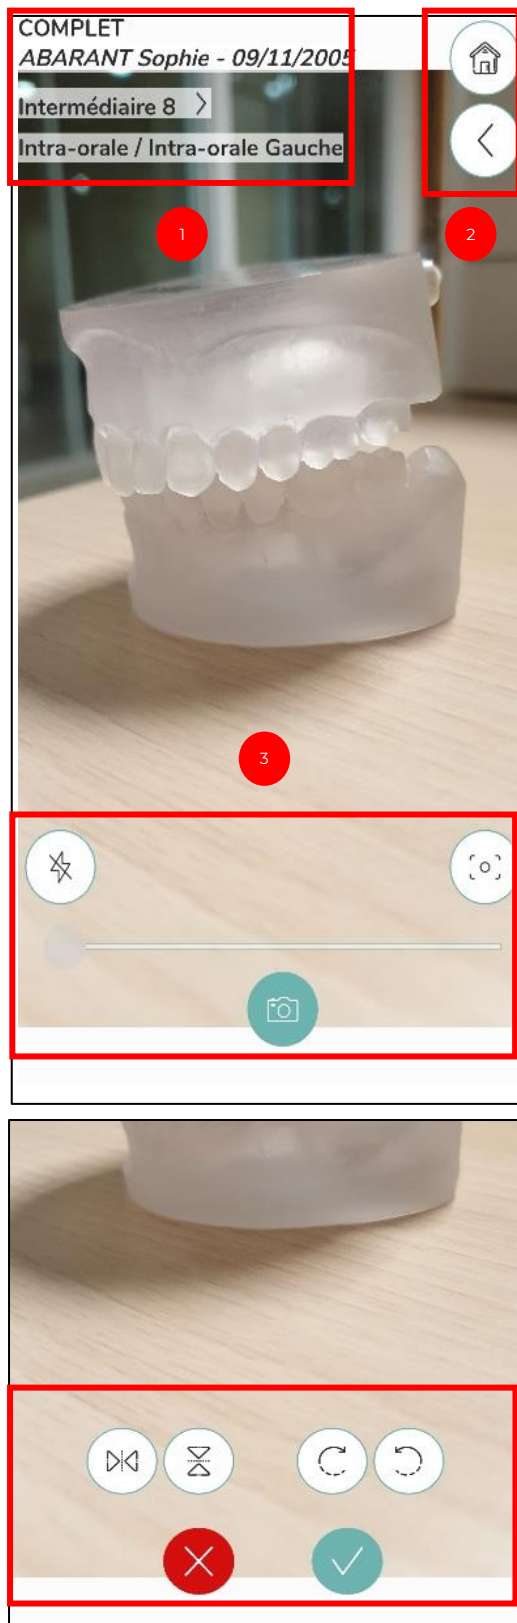 COMPLET
ABARANT Sophie - 09/11/2005
Intermédiaire 8 >
Intra-orale / Intra-orale Gauche
1
2
3